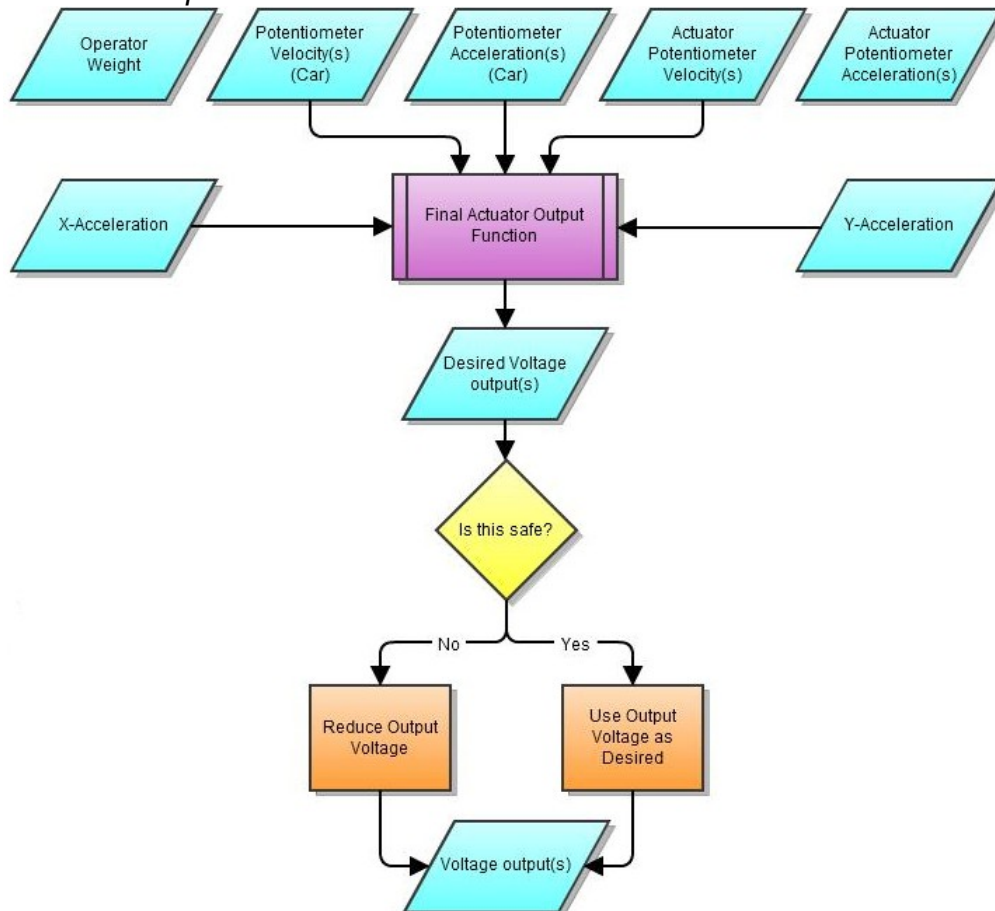 Operator
Weight
Potentiometer
Velocity(s)
(Car)
Potentiometer
Acceleration(s)
(Car)
Actuator
Potentiometer
Velocity(s)
Actuator
Potentiometer
Acceleration(s)
X-Acceleration
Final Actuator Output
Function
Y-Acceleration
Desired Voltage
output(s)
Is this safe?
No
Yes
Reduce Output
Voltage
Use Output
Voltage as
Desired
Voltage output(s)